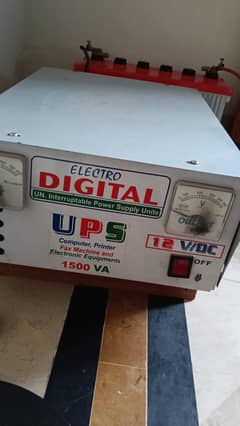 ELECTRO
DIGITAL
UN. Interruptable Power Supply Units
UPS
Computer, Printer
Fax Machine and
Electronic Equipments
1500 VA
12 V/DC
OFF
V